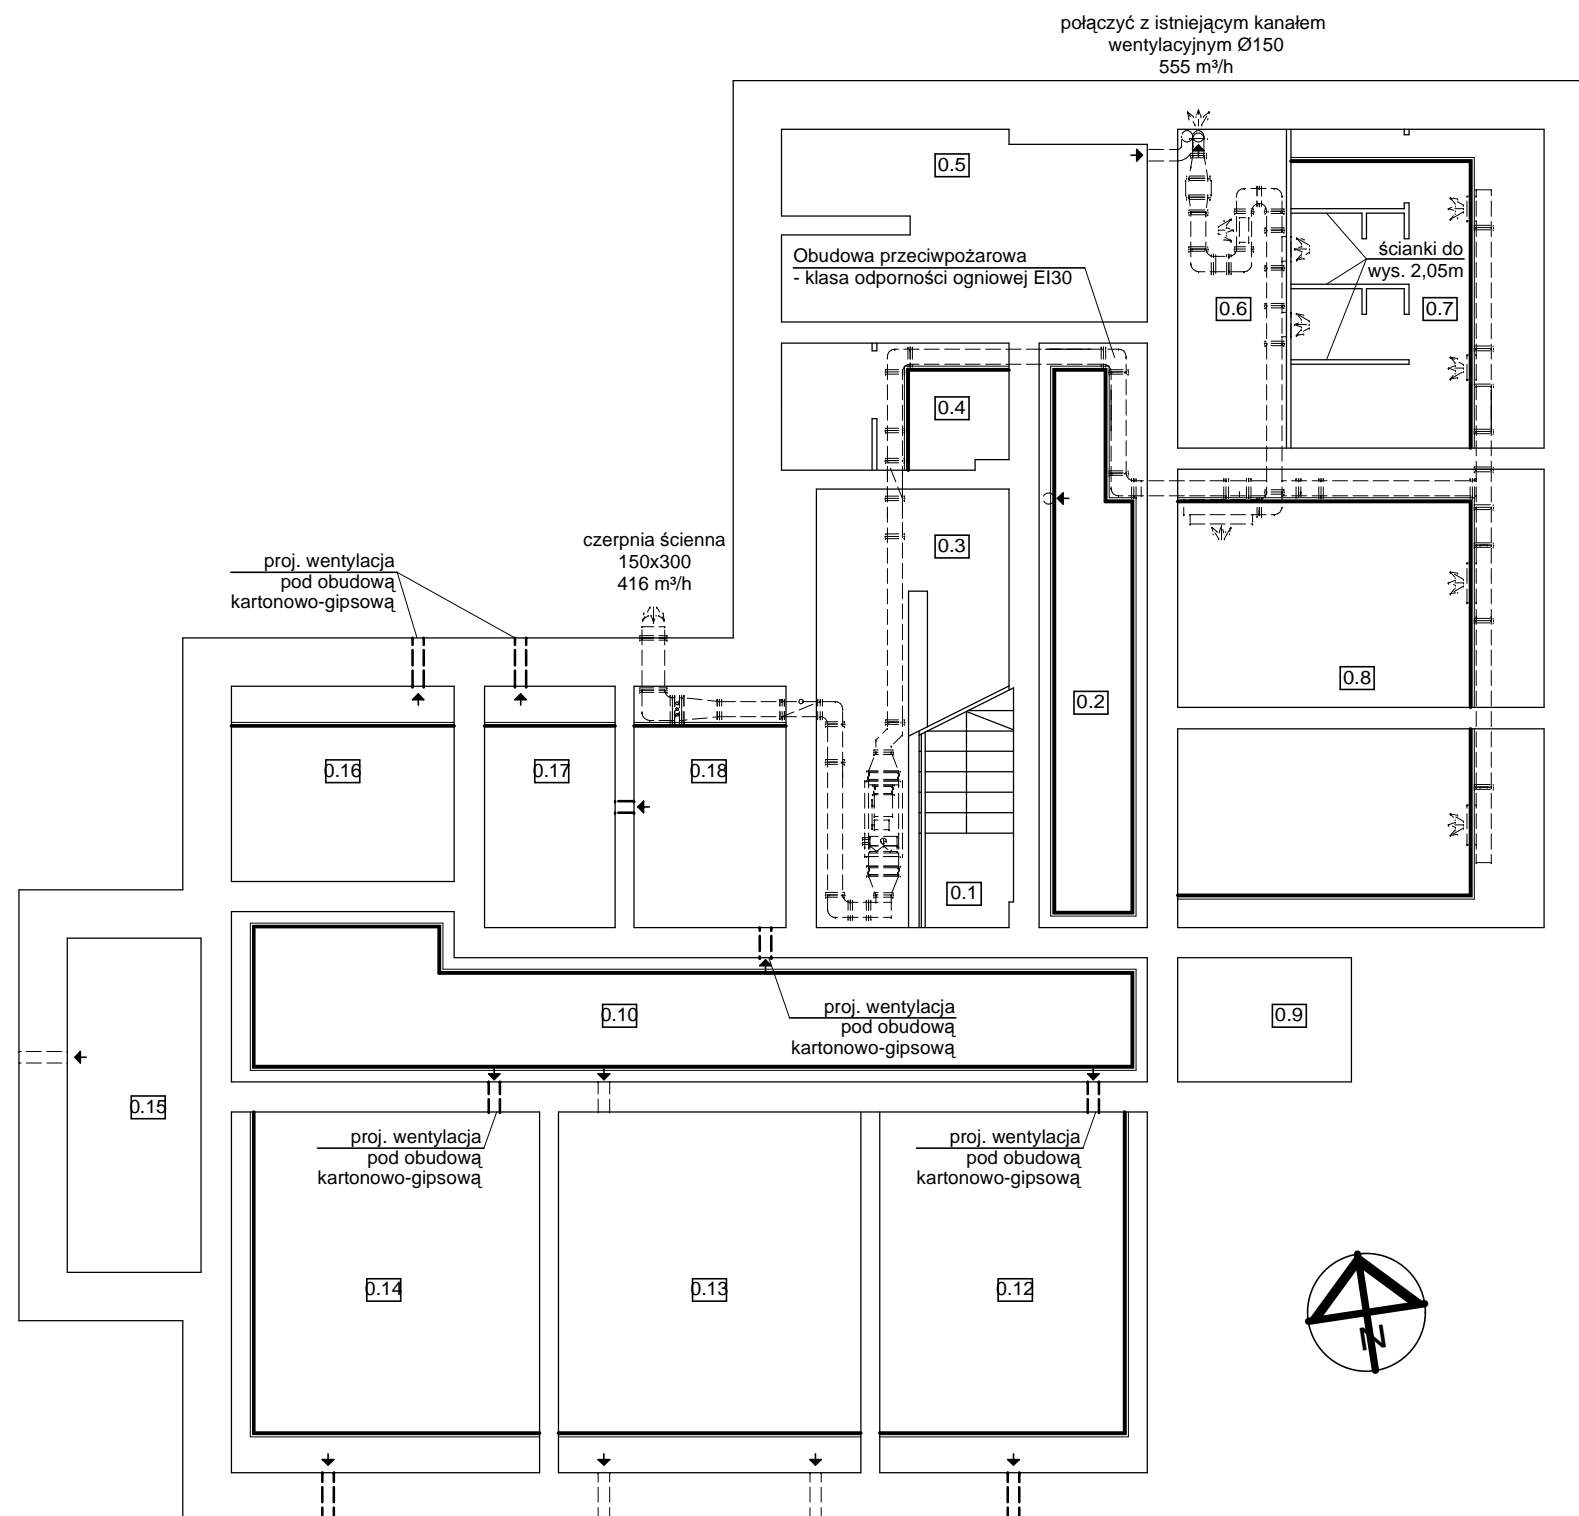 połączyć z istniejącym kanałem
wentylacyjnym Ø150
555 m³/h
0.5
Obudowa przeciwpożarowa
- klasa odporności ogniowej EI30
ścianki do
wys. 2,05m
0.6
0.7
0.4
0.3
czerpnia ścienna
150x300
416 m³/h
proj. wentylacja
pod obudową
kartonowo-gipsową
0.8
0.2
0.16
0.17
0.18
0.1
proj. wentylacja
pod obudową
kartonowo-gipsową
0.10
0.9
0.15
proj. wentylacja
pod obudową
kartonowo-gipsową
proj. wentylacja
pod obudową
kartonowo-gipsową
0.14
0.13
0.12
N